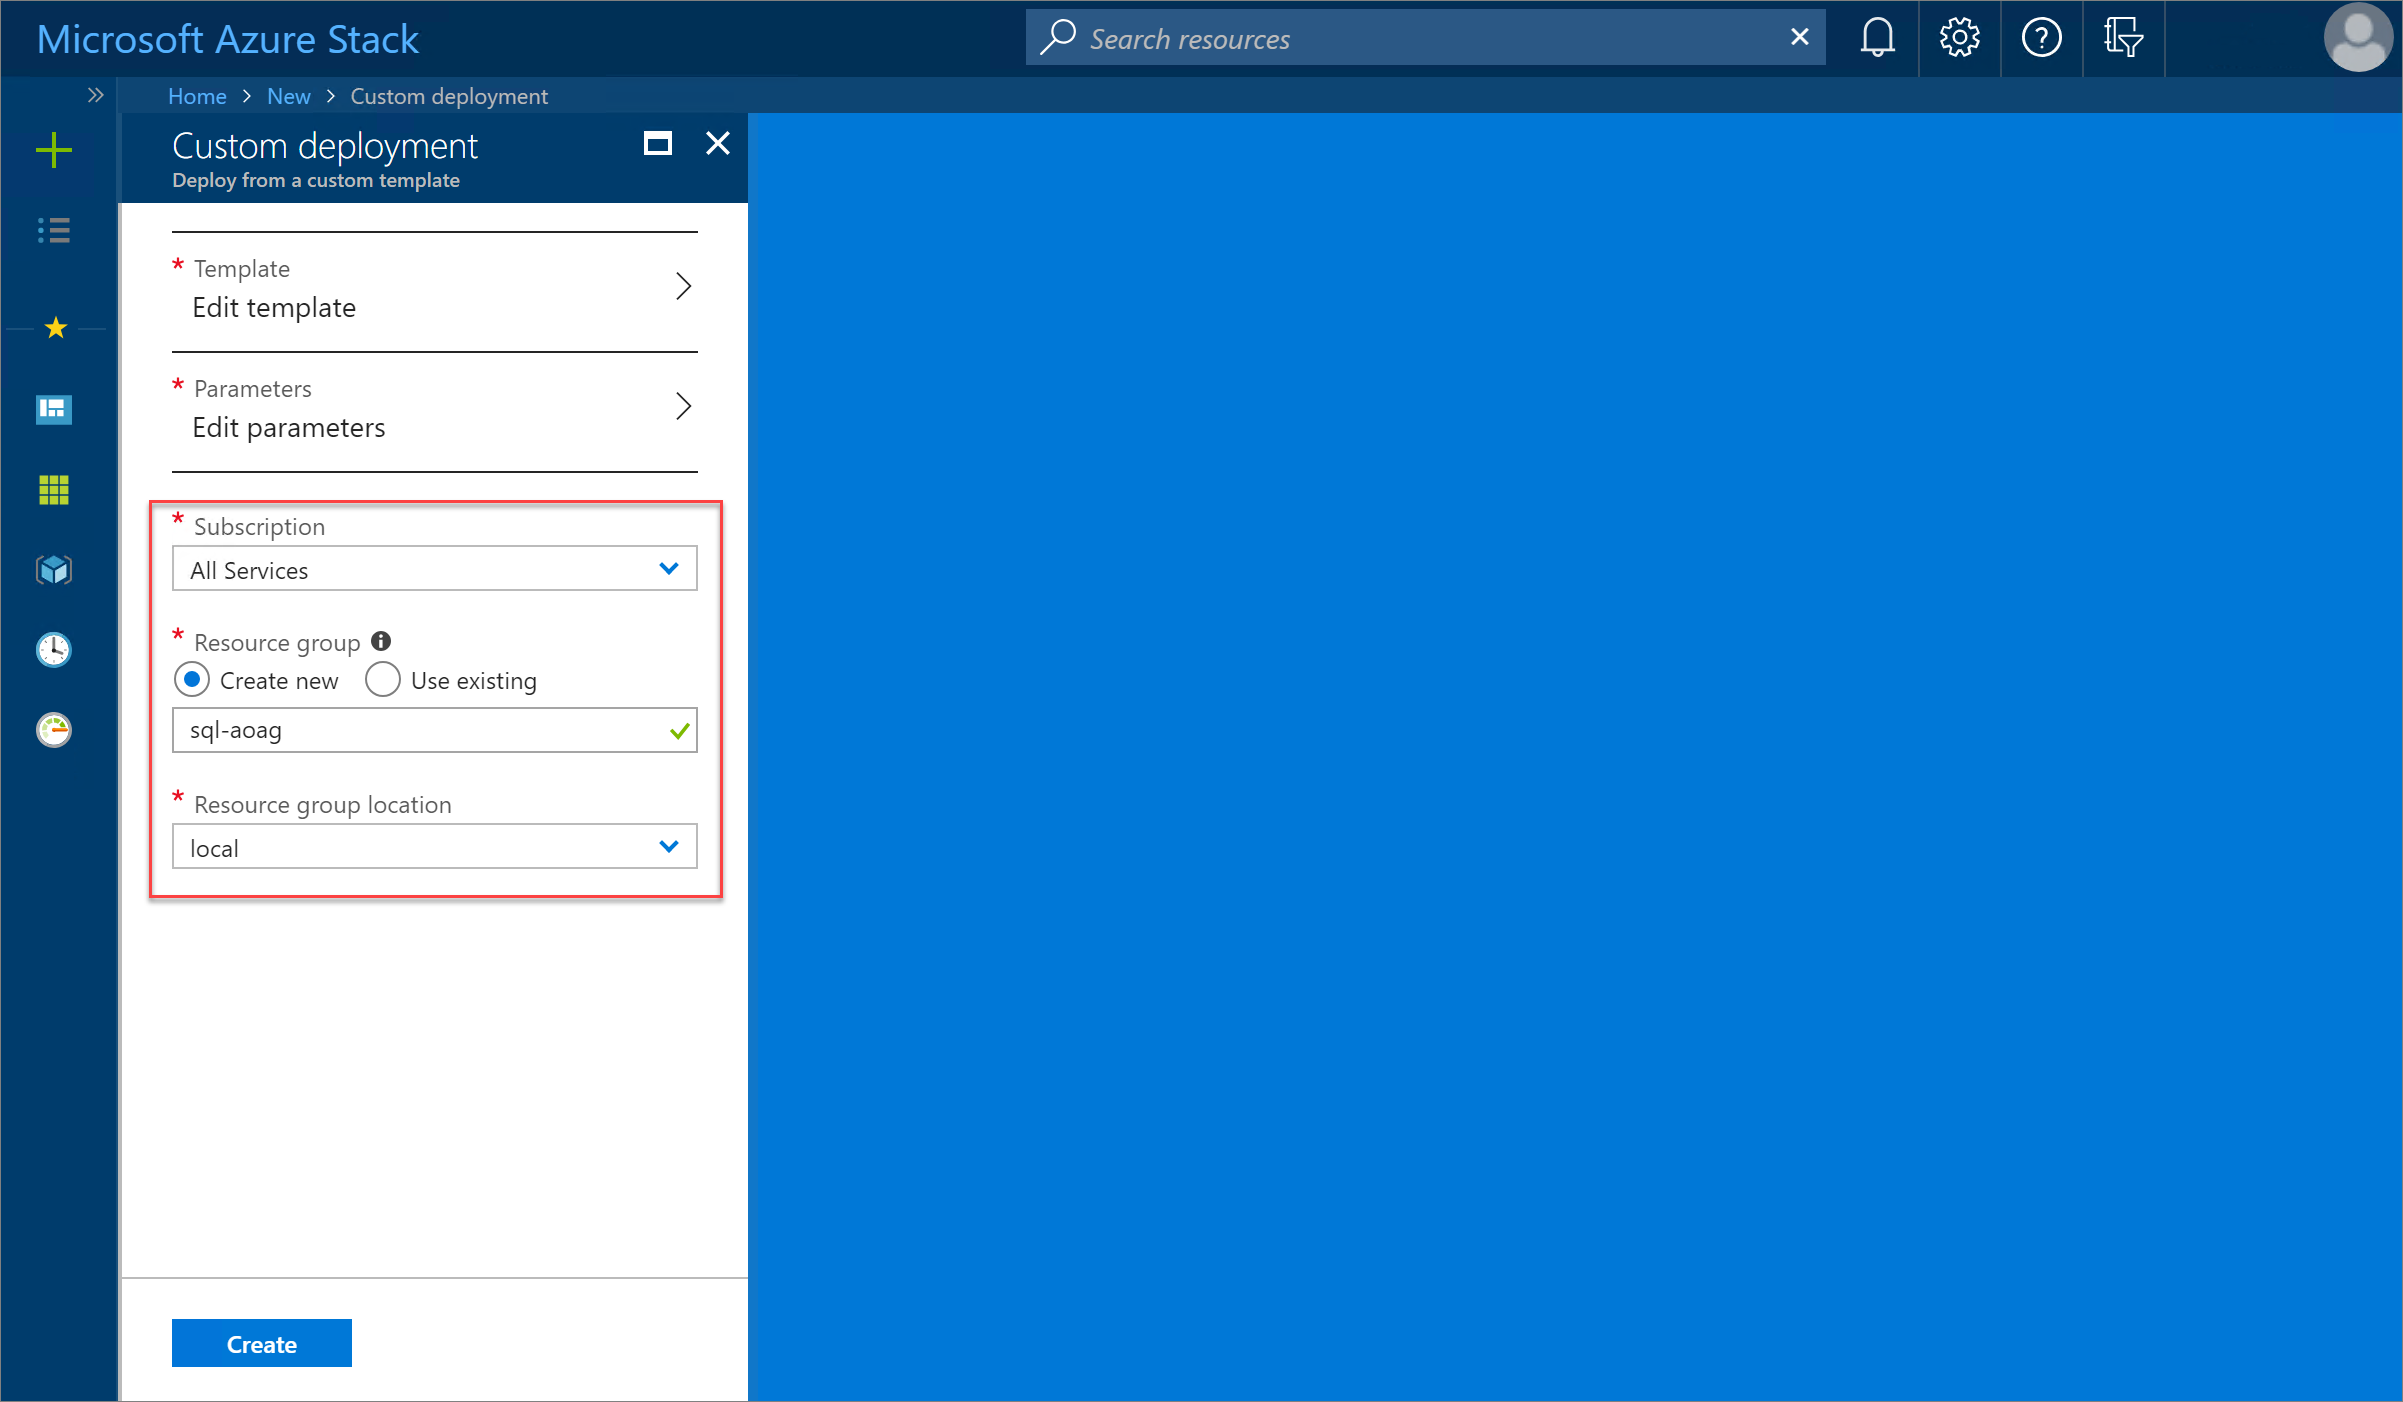 Microsoft Azure Stack
Search resources
Home > New > Custom deployment
Custom deployment
Deploy from a custom template
* Template
Edit template
* Parameters
Edit parameters
* Subscription
All Services
* Resource group
Create new Use existing
sql-aoag
* Resource group location
local
Create